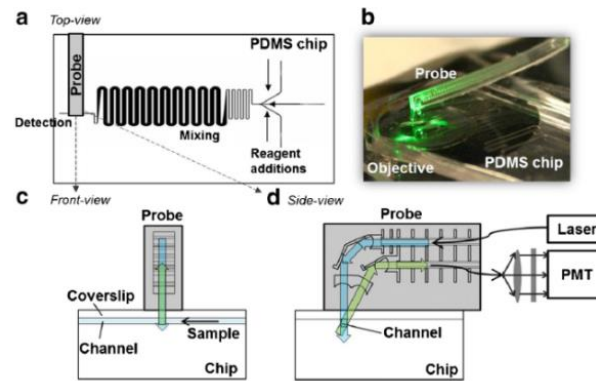 a
Top-view
Probe
PDMS chip
Detection
Mixing
Reagent
additions
b
Probe
Objective
PDMS chip
c
Front-view
Probe
Coverslip
Channel
Sample
Chip
d
Side-view
Probe
Laser
PMT
Channel
Chip